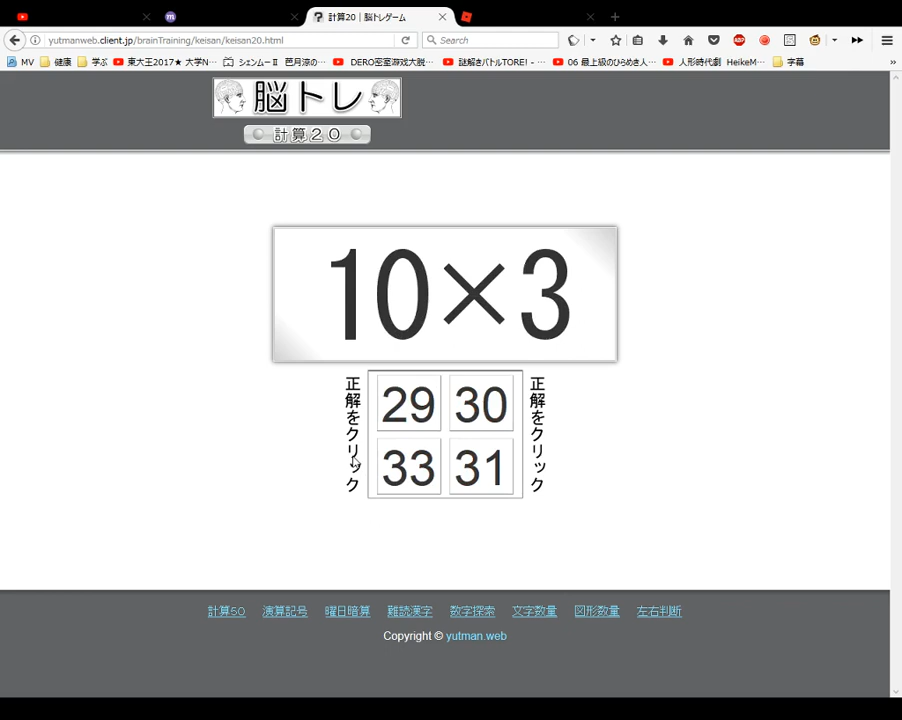 計算20｜脳トレゲーム
yutmanweb.client.jp/brainTraining/keisan/keisan20.html
Search
MV 健康 学ぶ 東大王2017★ 大学N… シェンムーⅡ 芭月涼の… DERO密室游戏大脱… 謎解きバトルTORE! - … 06 最上級のひらめき人… 人形時代劇 HeikeM… 字幕
脳トレ
計算20
10×3
正解をクリック
29 30
33 31
正解をクリック
計算50 演算記号 曜日暗算 難読漢字 数字探索 文字数量 図形数量 左右判断
Copyright © yutman.web